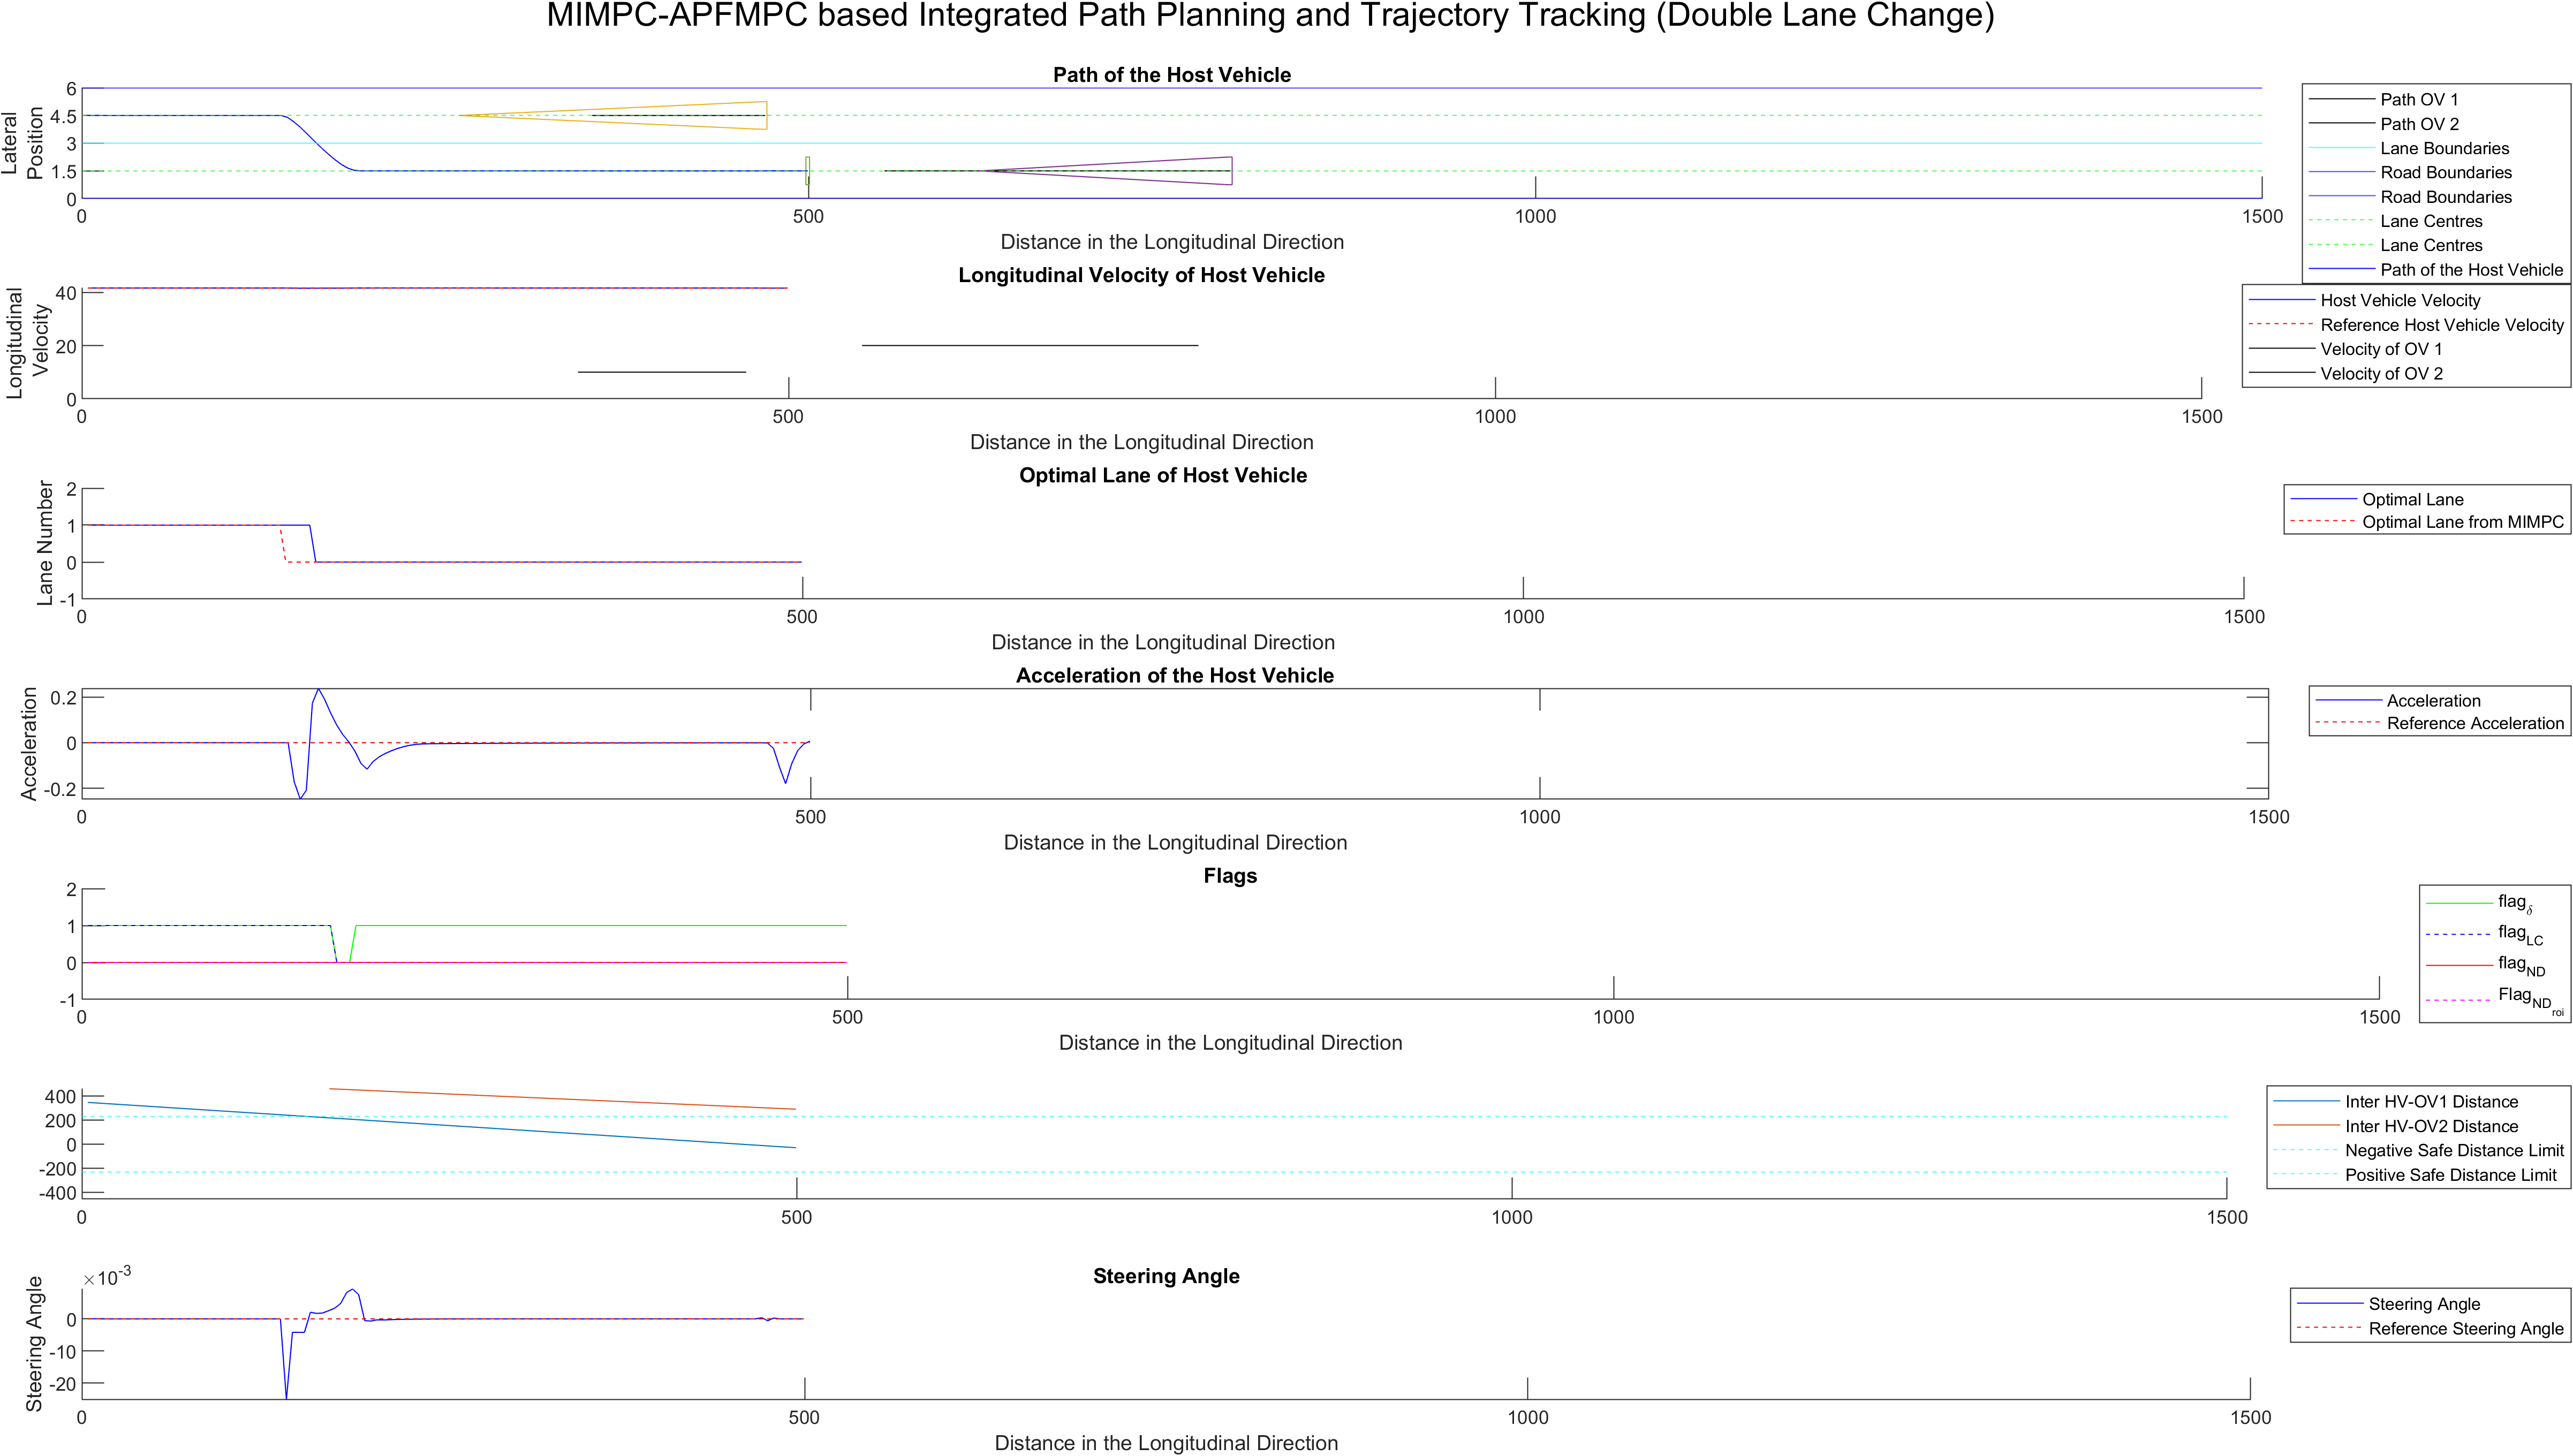 MIMPC-APFMPC based Integrated Path Planning and Trajectory Tracking (Double Lane Change)
Path of the Host Vehicle
Lateral
Position
6
4.5
3
1.5
0
0
500
1000
1500
Distance in the Longitudinal Direction
Path OV 1
Path OV 2
Lane Boundaries
Road Boundaries
Road Boundaries
Lane Centres
Lane Centres
Path of the Host Vehicle
Longitudinal Velocity of Host Vehicle
Longitudinal
Velocity
40
20
0
0
500
1000
1500
Distance in the Longitudinal Direction
Host Vehicle Velocity
Reference Host Vehicle Velocity
Velocity of OV 1
Velocity of OV 2
Optimal Lane of Host Vehicle
Lane Number
2
1
0
-1
0
500
1000
1500
Distance in the Longitudinal Direction
Optimal Lane
Optimal Lane from MIMPC
Acceleration of the Host Vehicle
Acceleration
0.2
0
-0.2
0
500
1000
1500
Distance in the Longitudinal Direction
Acceleration
Reference Acceleration
Flags
2
1
0
-1
0
500
1000
1500
Distance in the Longitudinal Direction
flag_δ
flag_LC
flag_ND
Flag_ND_roi
400
200
0
-200
-400
0
500
1000
1500
Inter HV-OV1 Distance
Inter HV-OV2 Distance
Negative Safe Distance Limit
Positive Safe Distance Limit
Steering Angle
Steering Angle
×10^-3
0
-10
-20
0
500
1000
1500
Distance in the Longitudinal Direction
Steering Angle
Reference Steering Angle